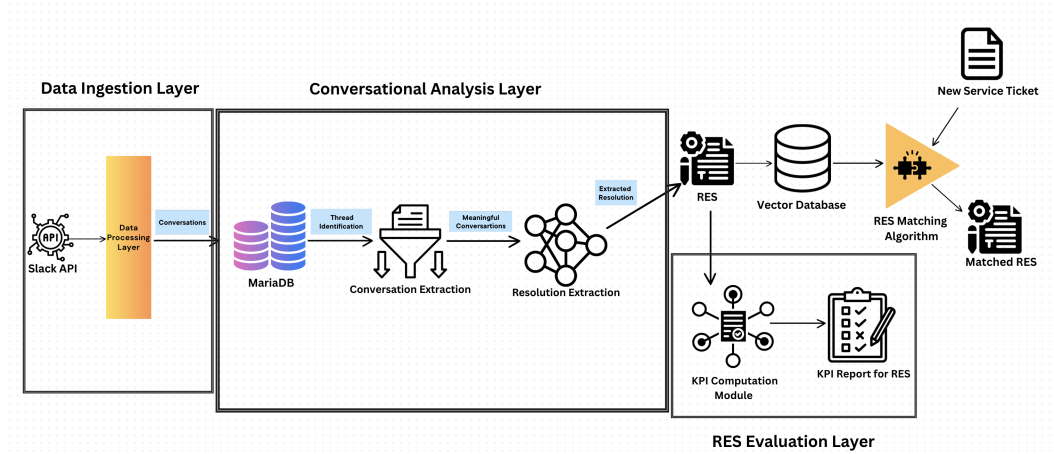 New Service Ticket
Data Ingestion Layer
Conversational Analysis Layer
API
Slack API
Data
Processing
Layer
Conversations
MariaDB
Thread
Identification
Conversation Extraction
Meaningful
Conversartions
Resolution Extraction
Extracted
Resolution
T
RES
Vector Database
RES Matching
Algorithm
T
Matched RES
KPI Computation
Module
KPI Report for RES
RES Evaluation Layer